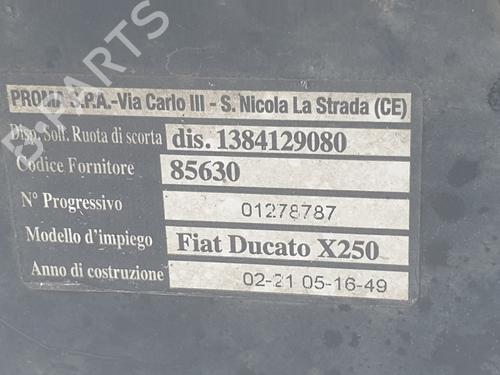 PROMA S.P.A.-Via Carlo III - S. Nicola La Strada (CE)
Disp. Soll. Ruota di scorta dis. 1384129080
Codice Fornitore 85630
N° Progressivo 01278787
Modello d'impiego Fiat Ducato X250
Anno di costruzione 02-21 05-16-49
B-PARTS